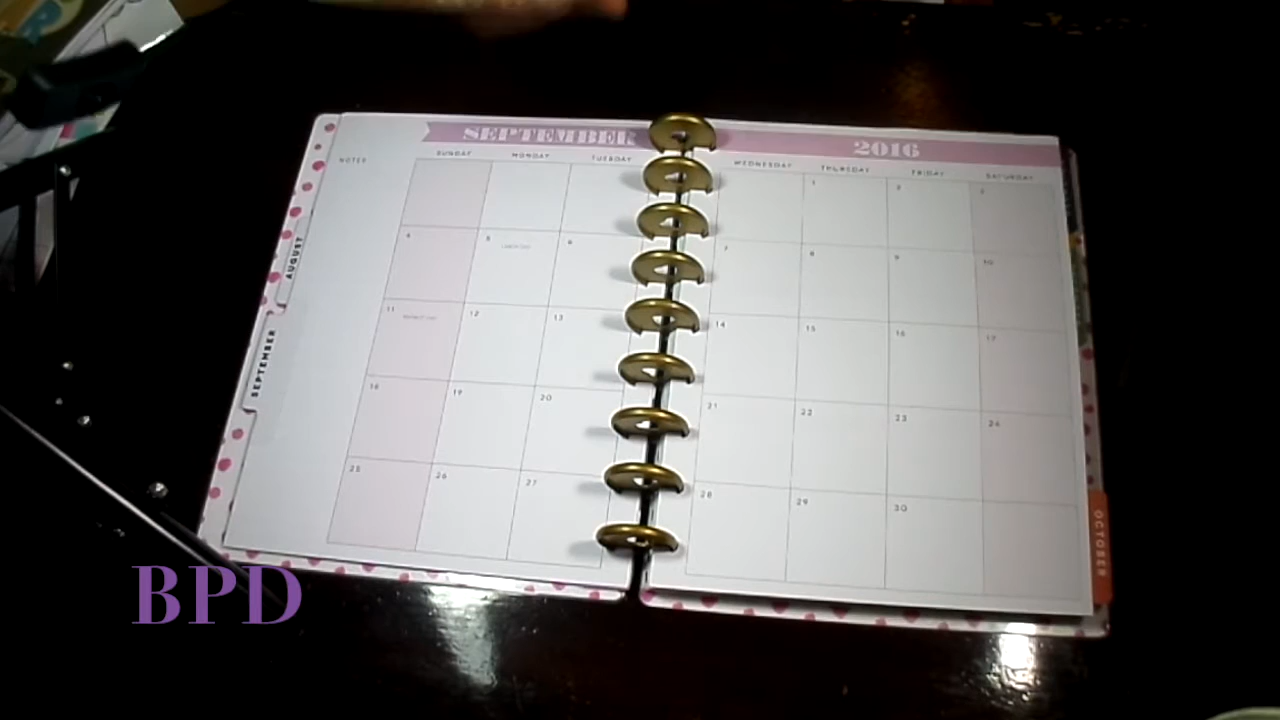 SEPTEMBER 2016
NOTES SUNDAY MONDAY TUESDAY WEDNESDAY THURSDAY FRIDAY SATURDAY
1 2 3
4 5 6 7 8 9 10
11 12 13 14 15 16 17
18 19 20 21 22 23 24
25 26 27 28 29 30
AUGUST
SEPTEMBER
OCTOBER
BPD